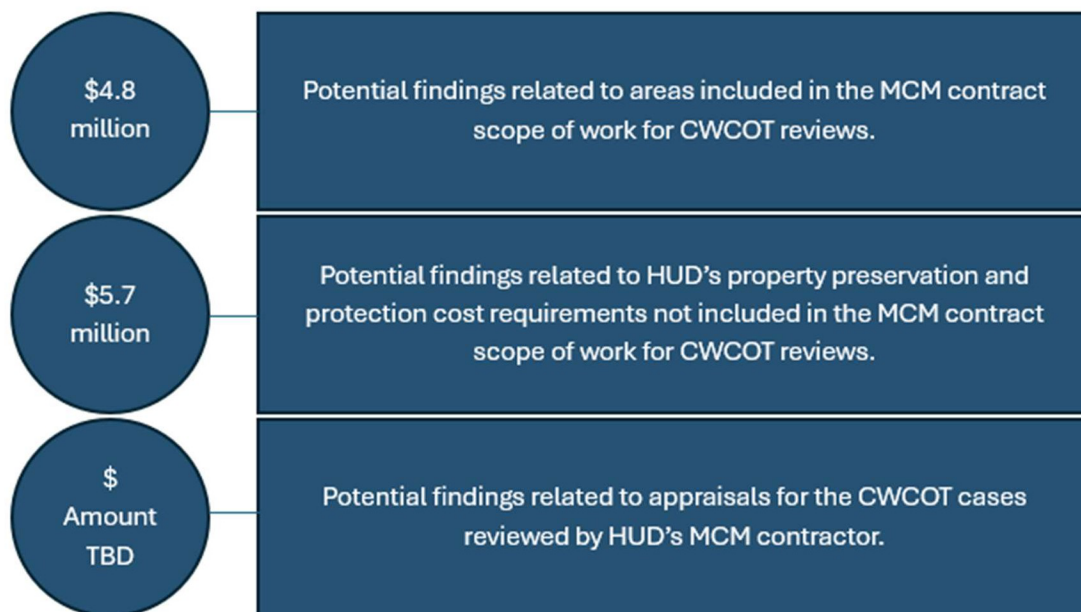 $4.8
million
Potential findings related to areas included in the MCM contract
scope of work for CWCOT reviews.
$5.7
million
Potential findings related to HUD’s property preservation and
protection cost requirements not included in the MCM contract
scope of work for CWCOT reviews.
$
Amount
TBD
Potential findings related to appraisals for the CWCOT cases
reviewed by HUD’s MCM contractor.